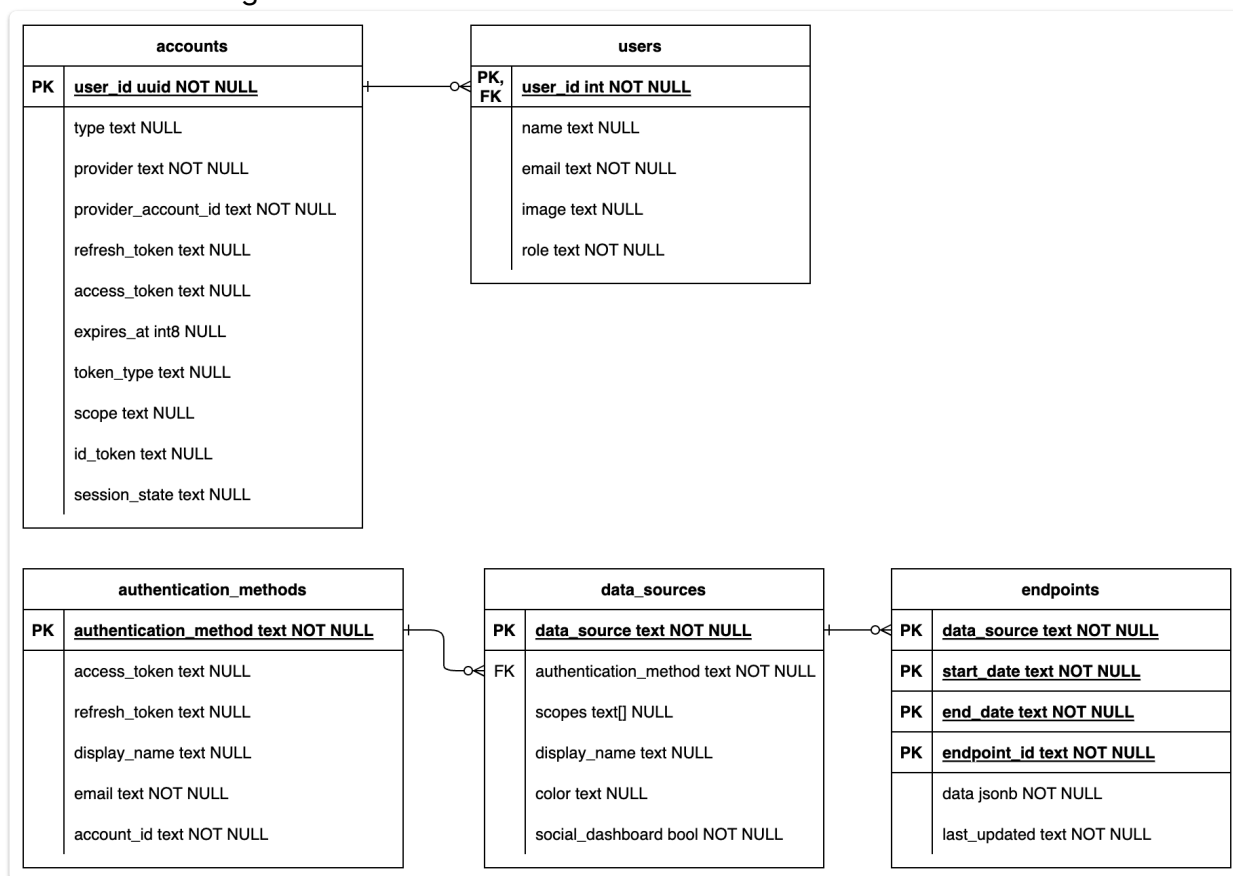 accounts
PK user_id uuid NOT NULL
type text NULL
provider text NOT NULL
provider_account_id text NOT NULL
refresh_token text NULL
access_token text NULL
expires_at int8 NULL
token_type text NULL
scope text NULL
id_token text NULL
session_state text NULL
users
PK,
FK
user_id int NOT NULL
name text NULL
email text NOT NULL
image text NULL
role text NOT NULL
authentication_methods
PK authentication_method text NOT NULL
access_token text NULL
refresh_token text NULL
display_name text NULL
email text NOT NULL
account_id text NOT NULL
data_sources
PK data_source text NOT NULL
FK authentication_method text NOT NULL
scopes text[] NULL
display_name text NULL
color text NULL
social_dashboard bool NOT NULL
endpoints
PK data_source text NOT NULL
PK start_date text NOT NULL
PK end_date text NOT NULL
PK endpoint_id text NOT NULL
data jsonb NOT NULL
last_updated text NOT NULL